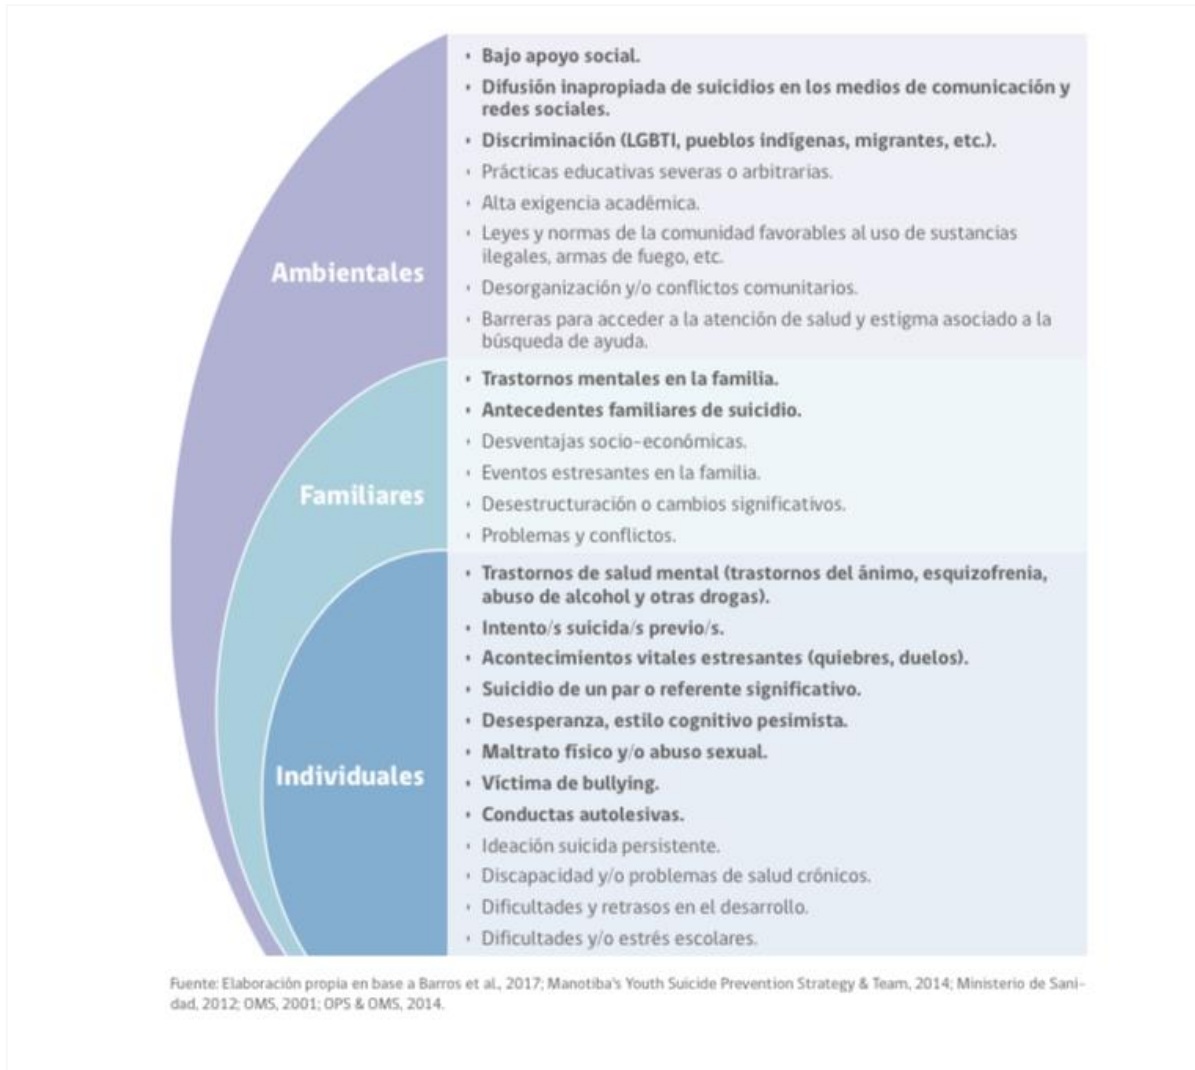 • Bajo apoyo social.
• Difusión inapropiada de suicidios en los medios de comunicación y
redes sociales.
• Discriminación (LGBTI, pueblos indígenas, migrantes, etc.).
• Prácticas educativas severas o arbitrarias.
• Alta exigencia académica.
• Leyes y normas de la comunidad favorables al uso de sustancias
ilegales, armas de fuego, etc.
• Desorganización y/o conflictos comunitarios.
• Barreras para acceder a la atención de salud y estigma asociado a la
búsqueda de ayuda.
Ambientales
• Trastornos mentales en la familia.
• Antecedentes familiares de suicidio.
• Desventajas socio-económicas.
• Eventos estresantes en la familia.
• Desestructuración o cambios significativos.
• Problemas y conflictos.
Familiares
• Trastornos de salud mental (trastornos del ánimo, esquizofrenia,
abuso de alcohol y otras drogas).
• Intento/s suicida/s previo/s.
• Acontecimientos vitales estresantes (quiebres, duelos).
• Suicidio de un par o referente significativo.
• Desesperanza, estilo cognitivo pesimista.
• Maltrato físico y/o abuso sexual.
• Víctima de bullying.
• Conductas autolesivas.
• Ideación suicida persistente.
• Discapacidad y/o problemas de salud crónicos.
• Dificultades y retrasos en el desarrollo.
• Dificultades y/o estrés escolares.
Individuales
Fuente: Elaboración propia en base a Barros et al., 2017; Manotiba's Youth Suicide Prevention Strategy & Team, 2014; Ministerio de Sani-
dad, 2012; OMS, 2001; OPS & OMS, 2014.